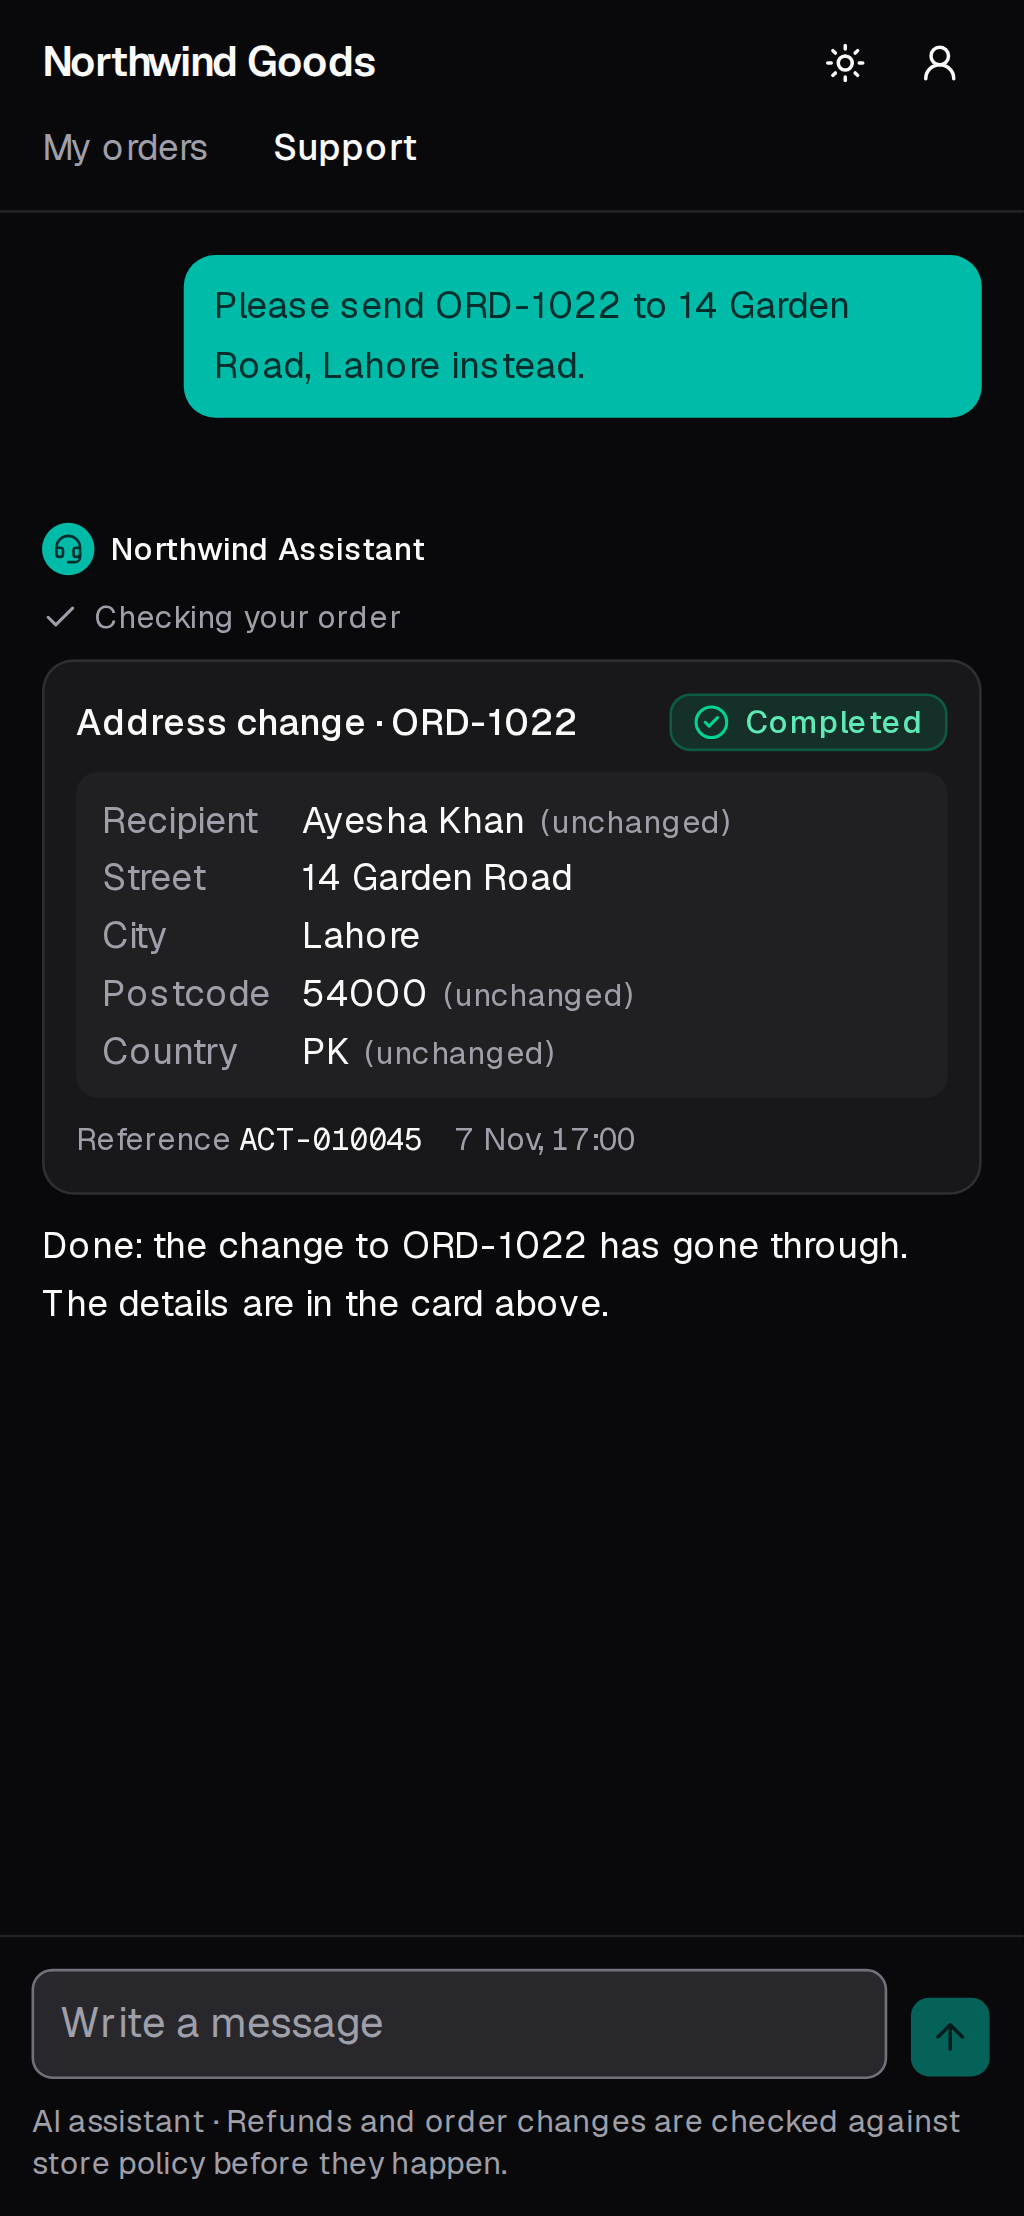 Northwind Goods
My orders Support
Please send ORD-1022 to 14 Garden
Road, Lahore instead.
Northwind Assistant
Checking your order
Address change · ORD-1022 Completed
Recipient Ayesha Khan (unchanged)
Street 14 Garden Road
City Lahore
Postcode 54000 (unchanged)
Country PK (unchanged)
Reference ACT-010045 7 Nov, 17:00
Done: the change to ORD-1022 has gone through.
The details are in the card above.
Write a message
AI assistant · Refunds and order changes are checked against
store policy before they happen.